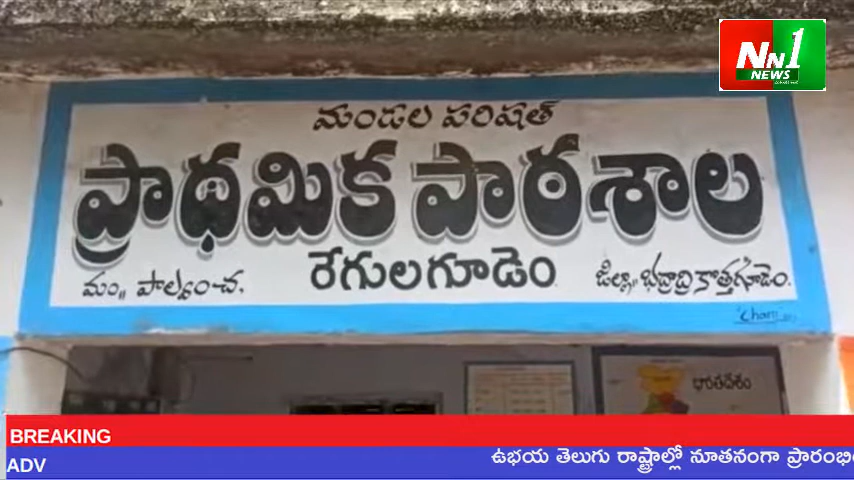 NN1
NEWS
మండల పరిషత్
ప్రాథమిక పాఠశాల
రేగులగూడెం.
మం॥ పాల్వంచ, జిల్లా॥ భద్రాద్రి కొత్తగూడెం.
భారతదేశం
BREAKING
ADV ఉభయ తెలుగు రాష్ట్రాల్లో నూతనంగా